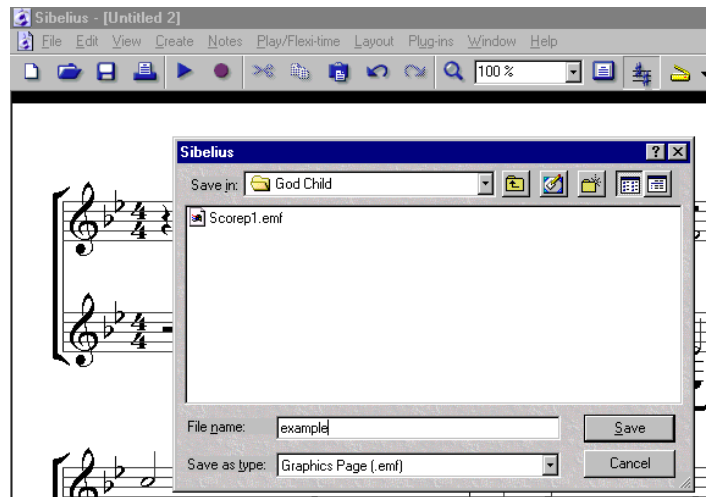 Sibelius - [Untitled 2]
File Edit View Create Notes Play/Flexi-time Layout Plug-ins Window Help
100 %
Sibelius
Save in: God Child
Scorep1.emf
File name: example
Save
Save as type: Graphics Page (.emf)
Cancel